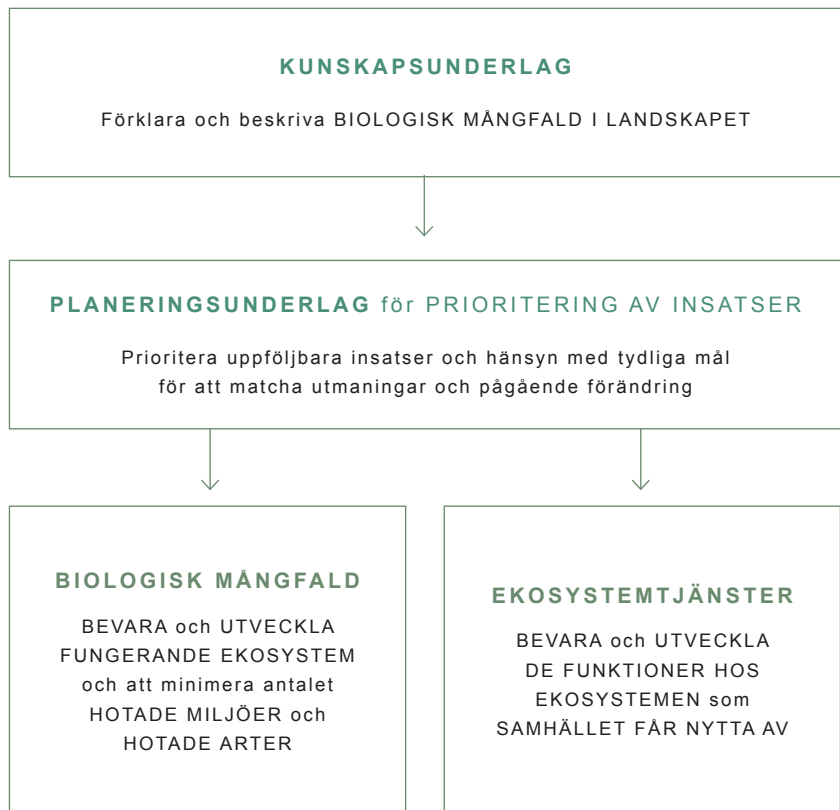 KUNSKAPSUNDERLAG
Förklara och beskriva BIOLOGISK MÅNGFALD I LANDSKAPET
PLANERINGSUNDERLAG för PRIORITERING AV INSATSER
Prioritera uppföljbara insatser och hänsyn med tydliga mål
för att matcha utmaningar och pågående förändring
BIOLOGISK MÅNGFALD
BEVARA och UTVECKLA
FUNGERANDE EKOSYSTEM
och att minimera antalet
HOTADE MILJÖER och
HOTADE ARTER
EKOSYSTEMTJÄNSTER
BEVARA och UTVECKLA
DE FUNKTIONER HOS
EKOSYSTEMEN som
SAMHÄLLET FÅR NYTTA AV